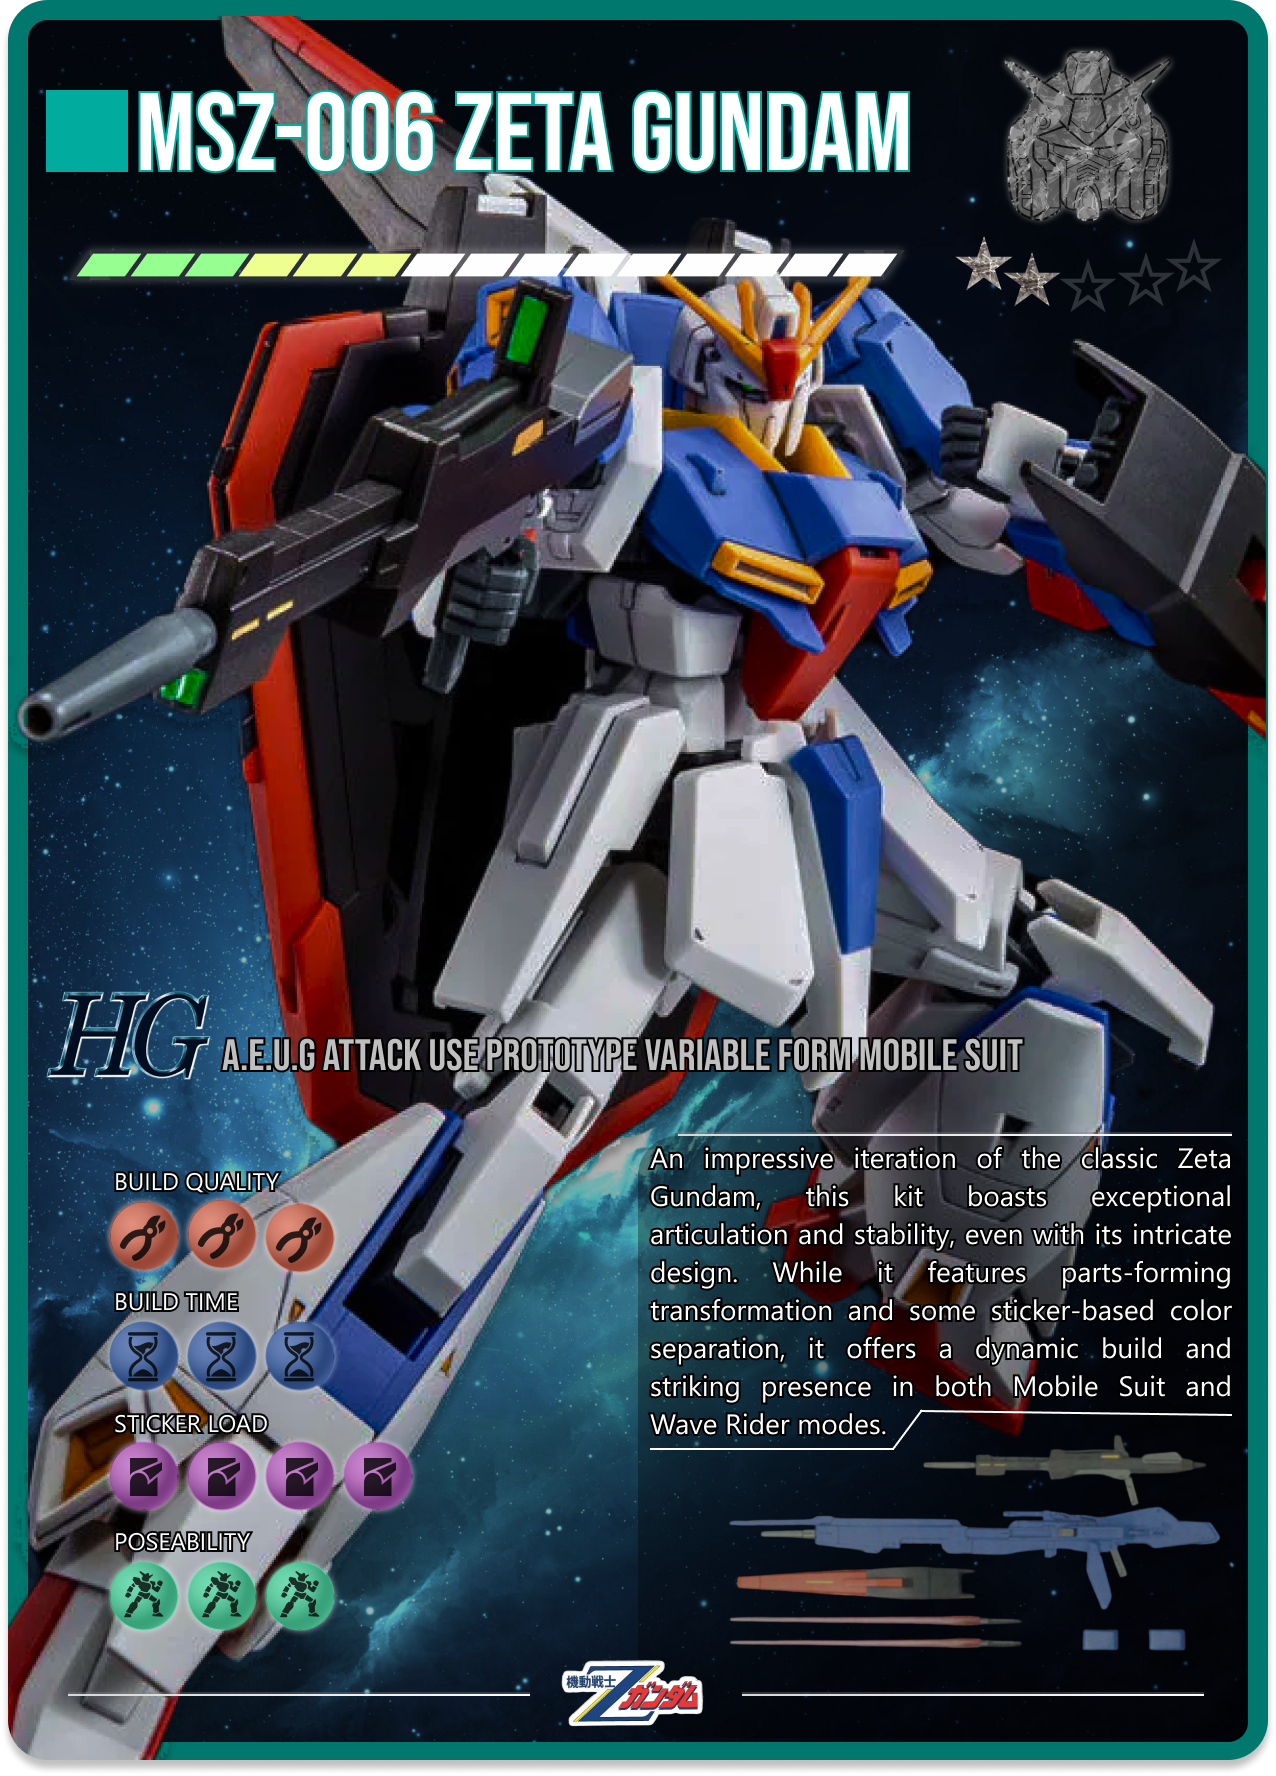 MSZ-006 ZETA GUNDAM
HG
A.E.U.G ATTACK USE PROTOTYPE VARIABLE FORM MOBILE SUIT
BUILD QUALITY
BUILD TIME
STICKER LOAD
POSEABILITY
An impressive iteration of the classic Zeta
Gundam, this kit boasts exceptional
articulation and stability, even with its intricate
design. While it features parts-forming
transformation and some sticker-based color
separation, it offers a dynamic build and
striking presence in both Mobile Suit and
Wave Rider modes.
機動戦士
Zガンダム